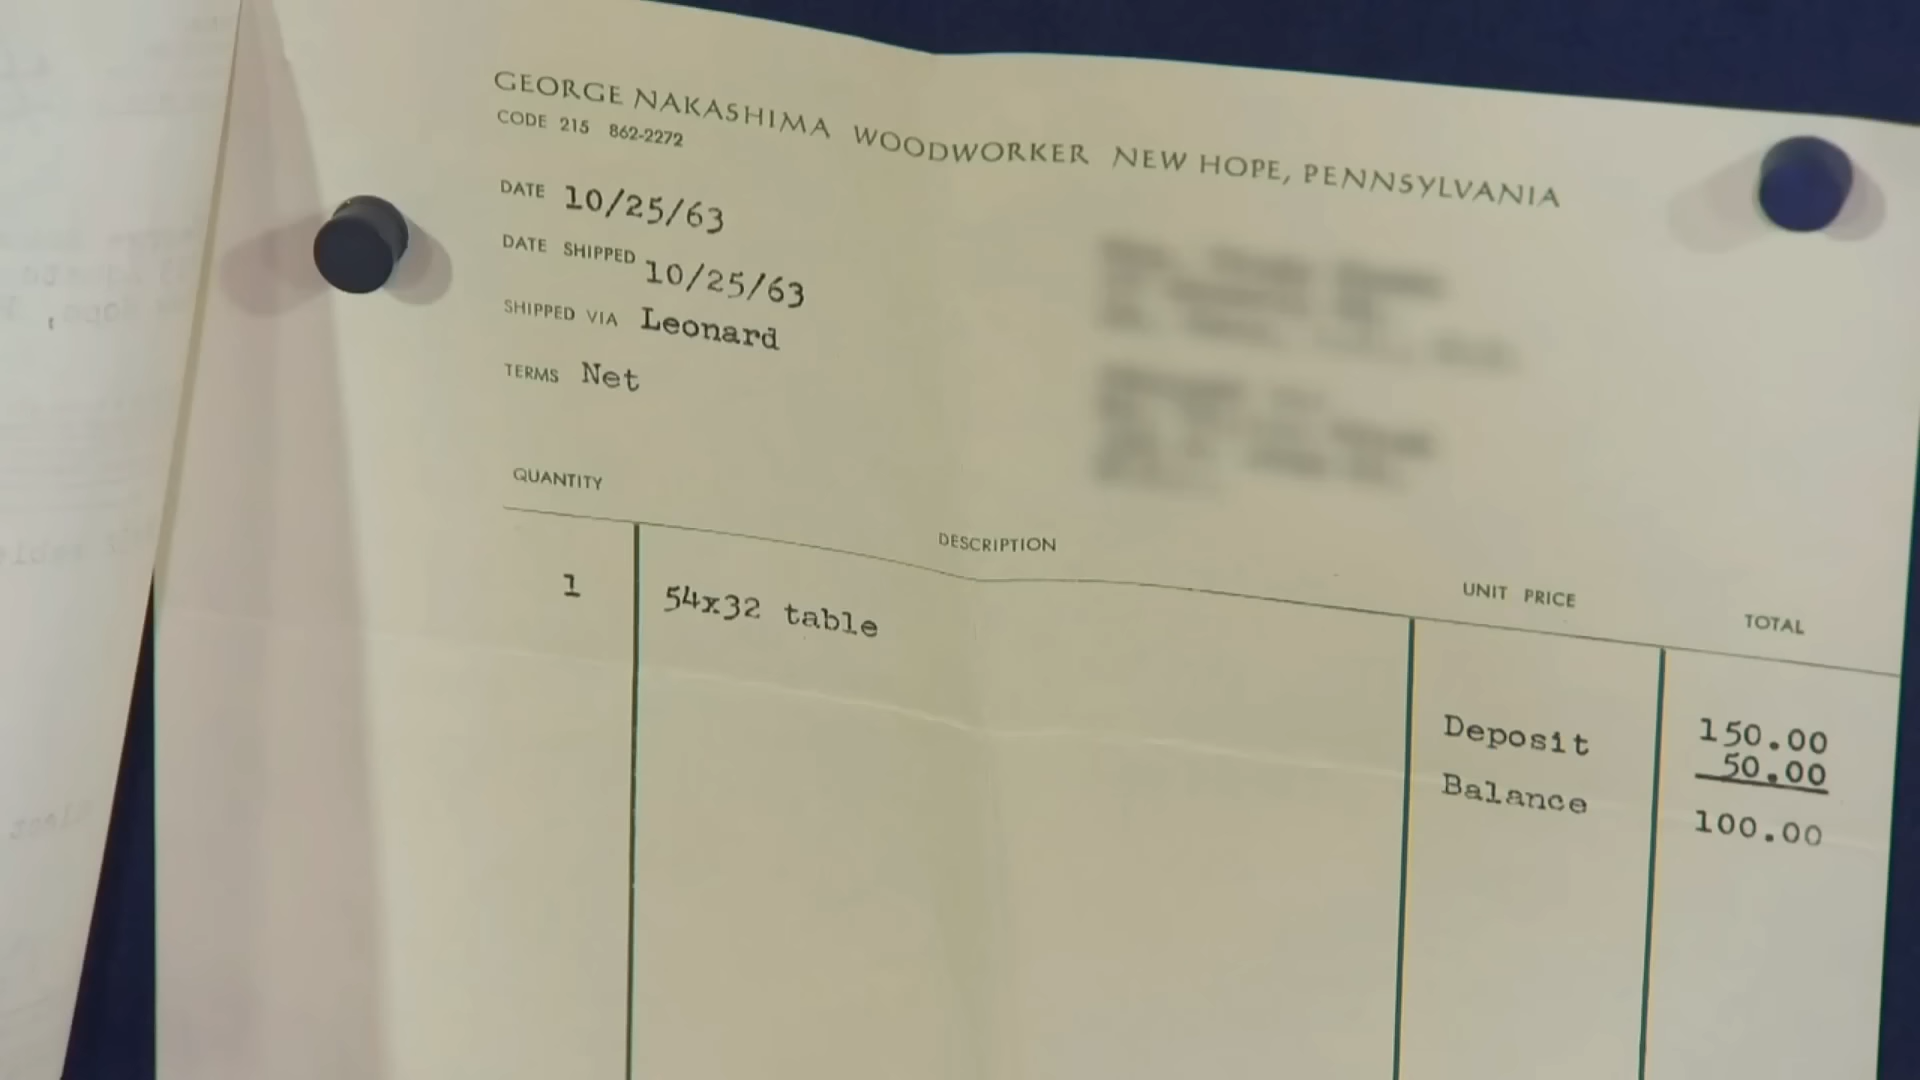 GEORGE NAKASHIMA WOODWORKER NEW HOPE, PENNSYLVANIA
CODE 215 862-2272
DATE 10/25/63
DATE SHIPPED 10/25/63
SHIPPED VIA Leonard
TERMS Net
QUANTITY DESCRIPTION UNIT PRICE TOTAL
1 54x32 table
150.00
Deposit 50.00
Balance 100.00